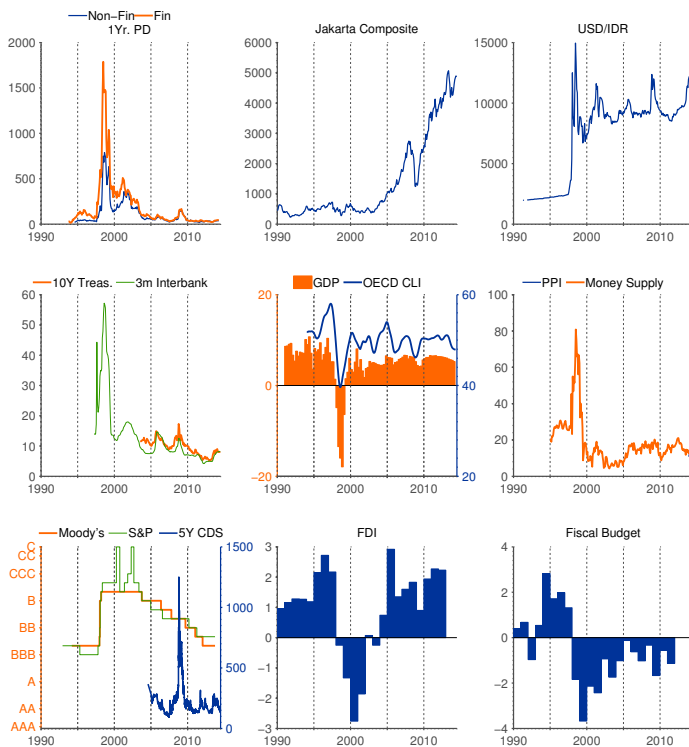 Non-Fin Fin
1Yr. PD
2000
1500
1000
500
0
1990 2000 2010
Jakarta Composite
6000
5000
4000
3000
2000
1000
0
1990 2000 2010
USD/IDR
15000
10000
5000
0
1990 2000 2010
10Y Treas. 3m Interbank
60
50
40
30
20
10
0
1990 2000 2010
GDP OECD CLI
20 60
0 40
−20 20
1990 2000 2010
PPI Money Supply
100
80
60
40
20
0
1990 2000 2010
Moody's S&P 5Y CDS
C 1500
CC
CCC
B 1000
BB
BBB 500
A
AA
AAA 0
1990 2000 2010
FDI
3
2
1
0
−1
−2
−3
1990 2000 2010
Fiscal Budget
4
2
0
−2
−4
1990 2000 2010